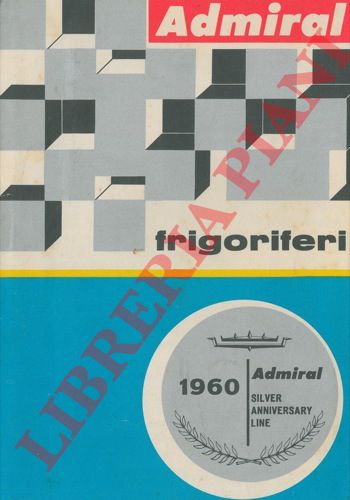 Admiral
frigoriferi
1960
Admiral
SILVER
ANNIVERSARY
LINE
LIBRERIA PIANI